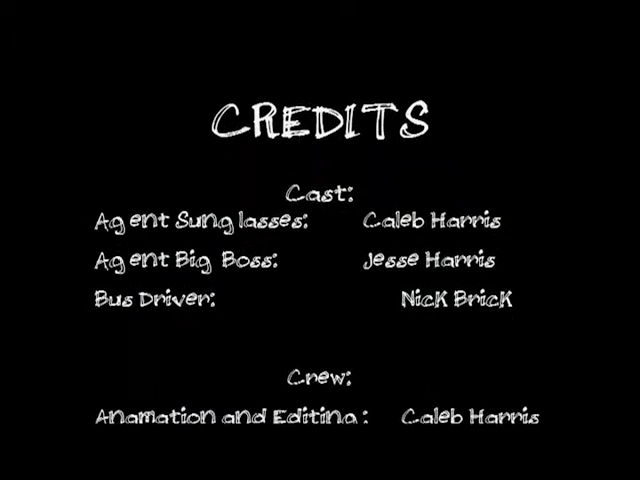 CREDITS
Cast:
Agent Sunglasses: Caleb Harris
Agent Big Boss: Jesse Harris
Bus Driver: Nick Brick
Crew:
Anamation and Editing: Caleb Harris